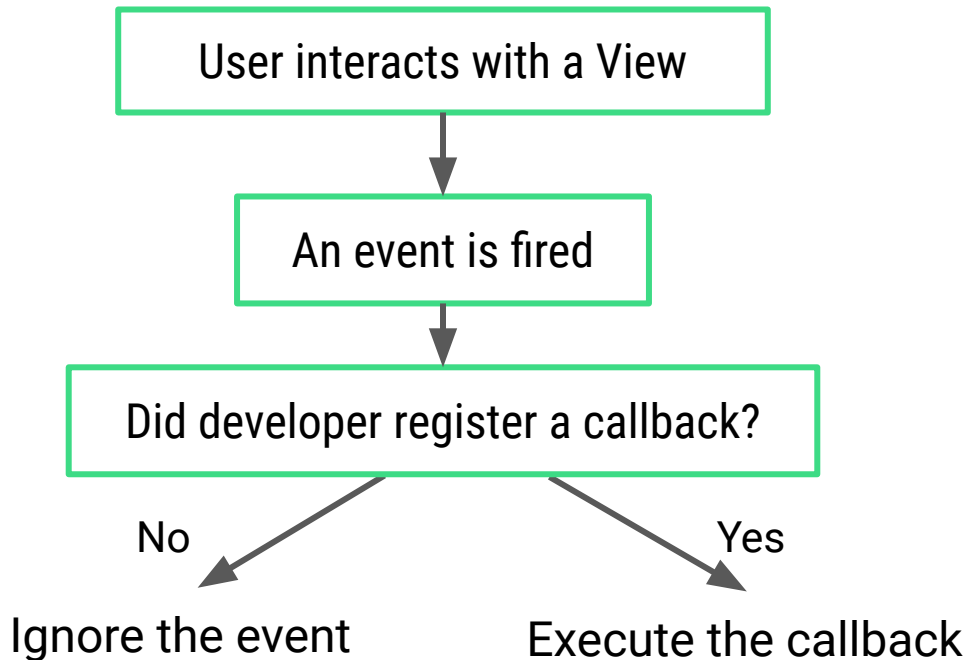 User interacts with a View
An event is fired
Did developer register a callback?
No
Yes
Ignore the event
Execute the callback